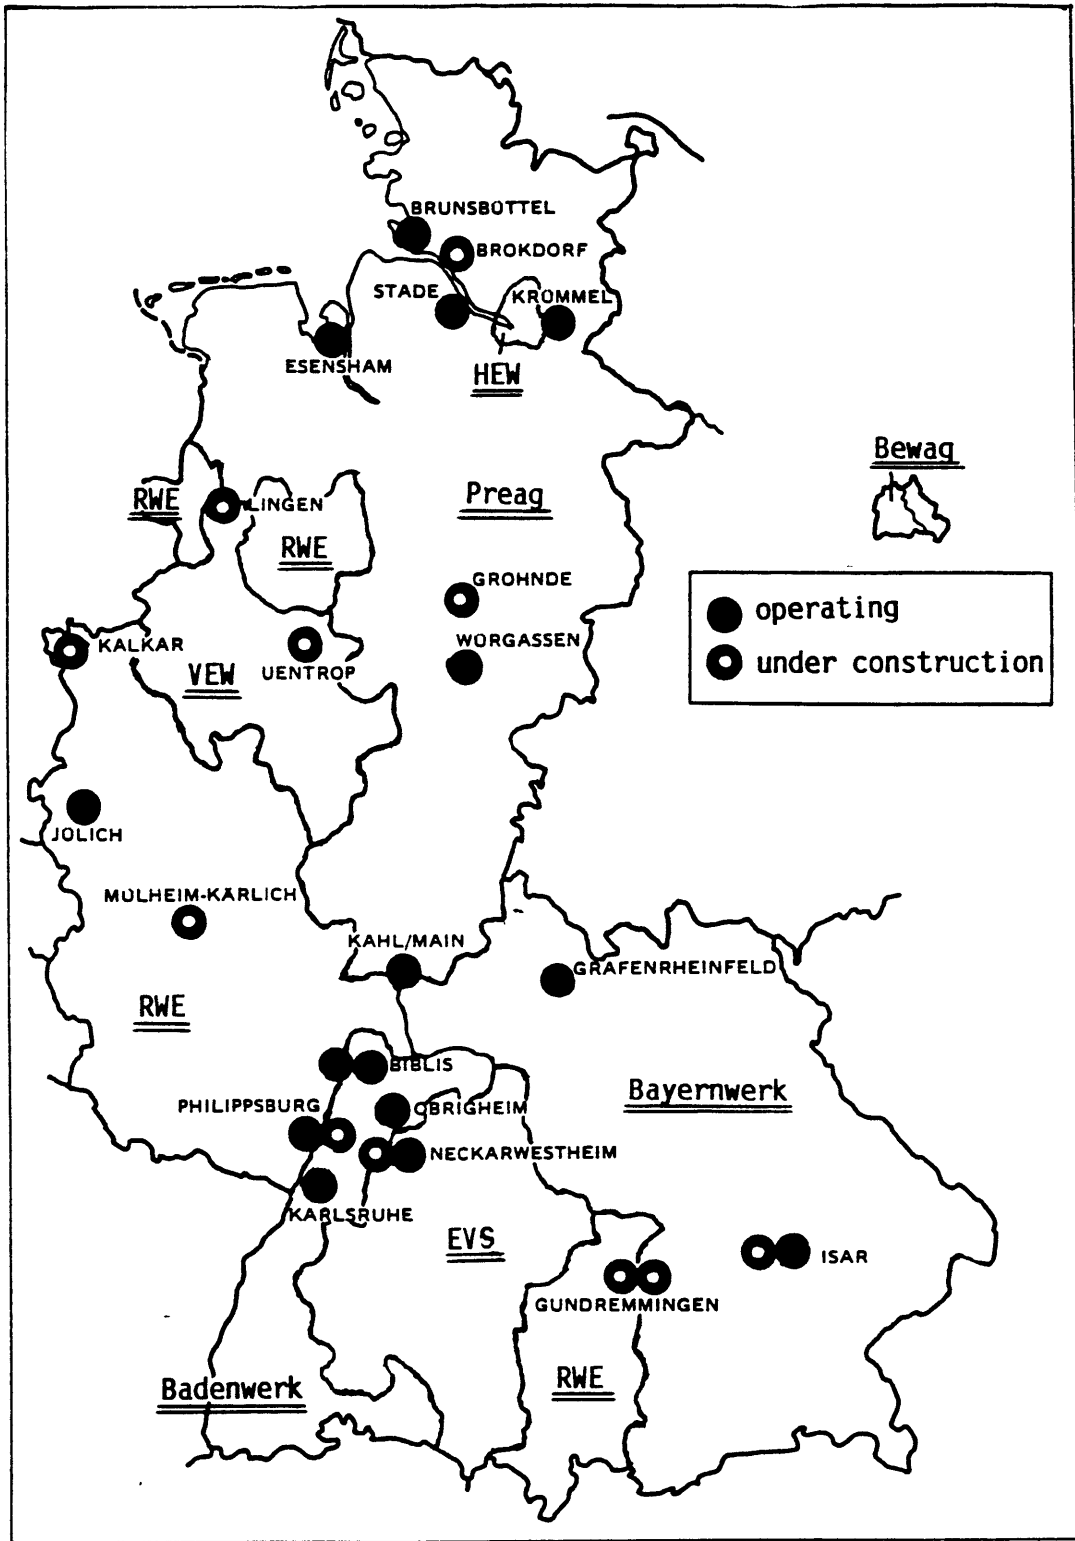 BRUNSBÜTTEL
BROKDORF
STADE
KRÜMMEL
ESENSHAM
HEW
Bewag
RWE
LINGEN
Preag
RWE
GROHNDE
operating
WÜRGASSEN
KALKAR
UENTROP
under construction
VEW
JÜLICH
MÜLHEIM-KÄRLICH
KAHL/MAIN
GRAFENRHEINFELD
RWE
BIBLIS
Bayernwerk
PHILIPPSBURG
OBRIGHEIM
NECKARWESTHEIM
KARLSRUHE
EVS
ISAR
GUNDREMMINGEN
RWE
Badenwerk